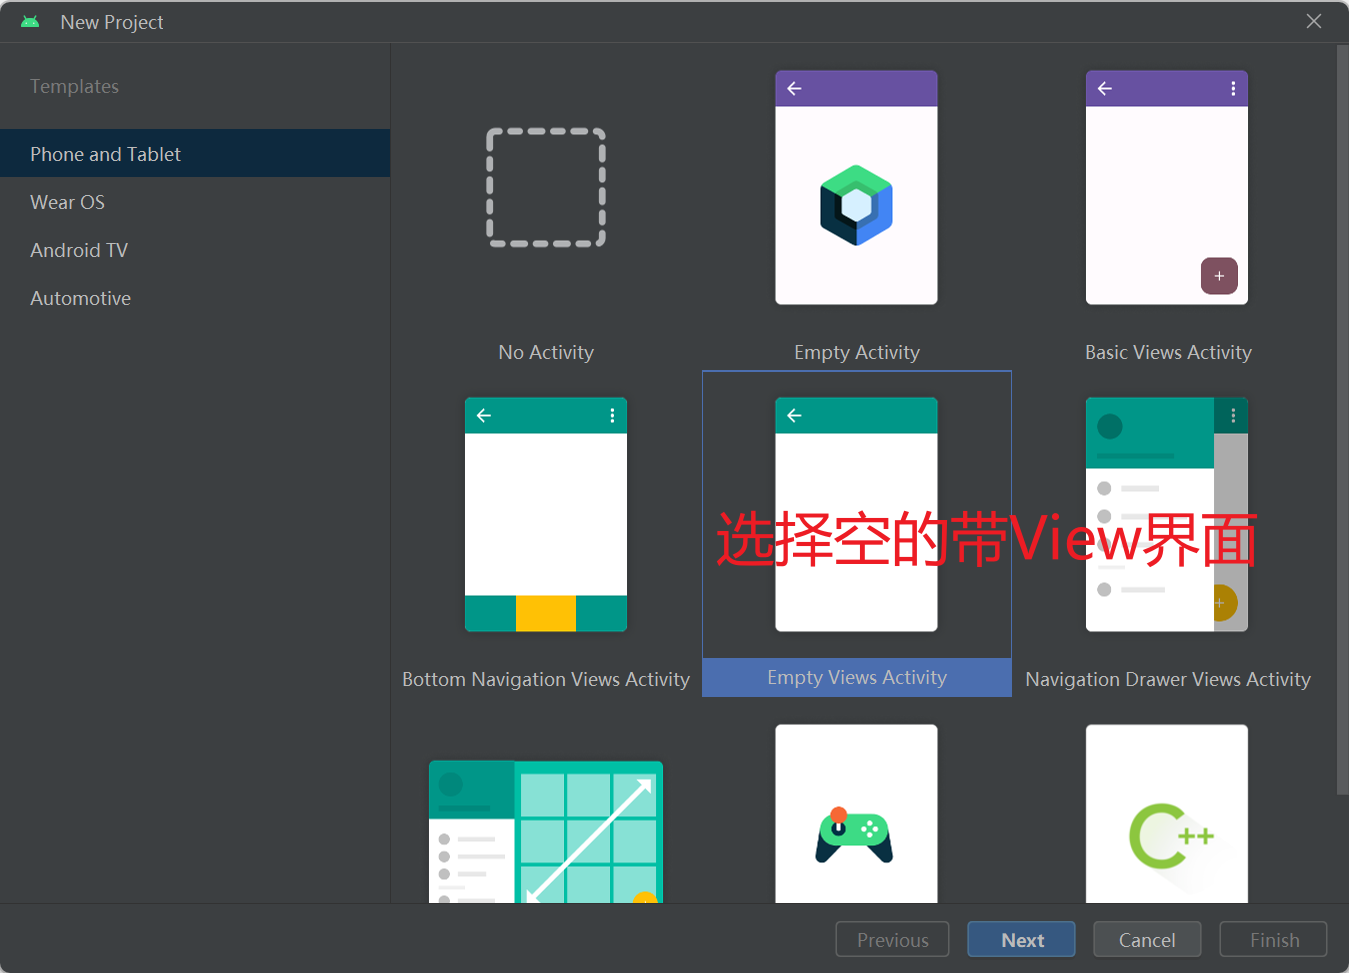 New Project
Templates
Phone and Tablet
Wear OS
Android TV
Automotive
No Activity
Empty Activity
Basic Views Activity
选择空的带View界面
Bottom Navigation Views Activity
Empty Views Activity
Navigation Drawer Views Activity
C++
Previous
Next
Cancel
Finish